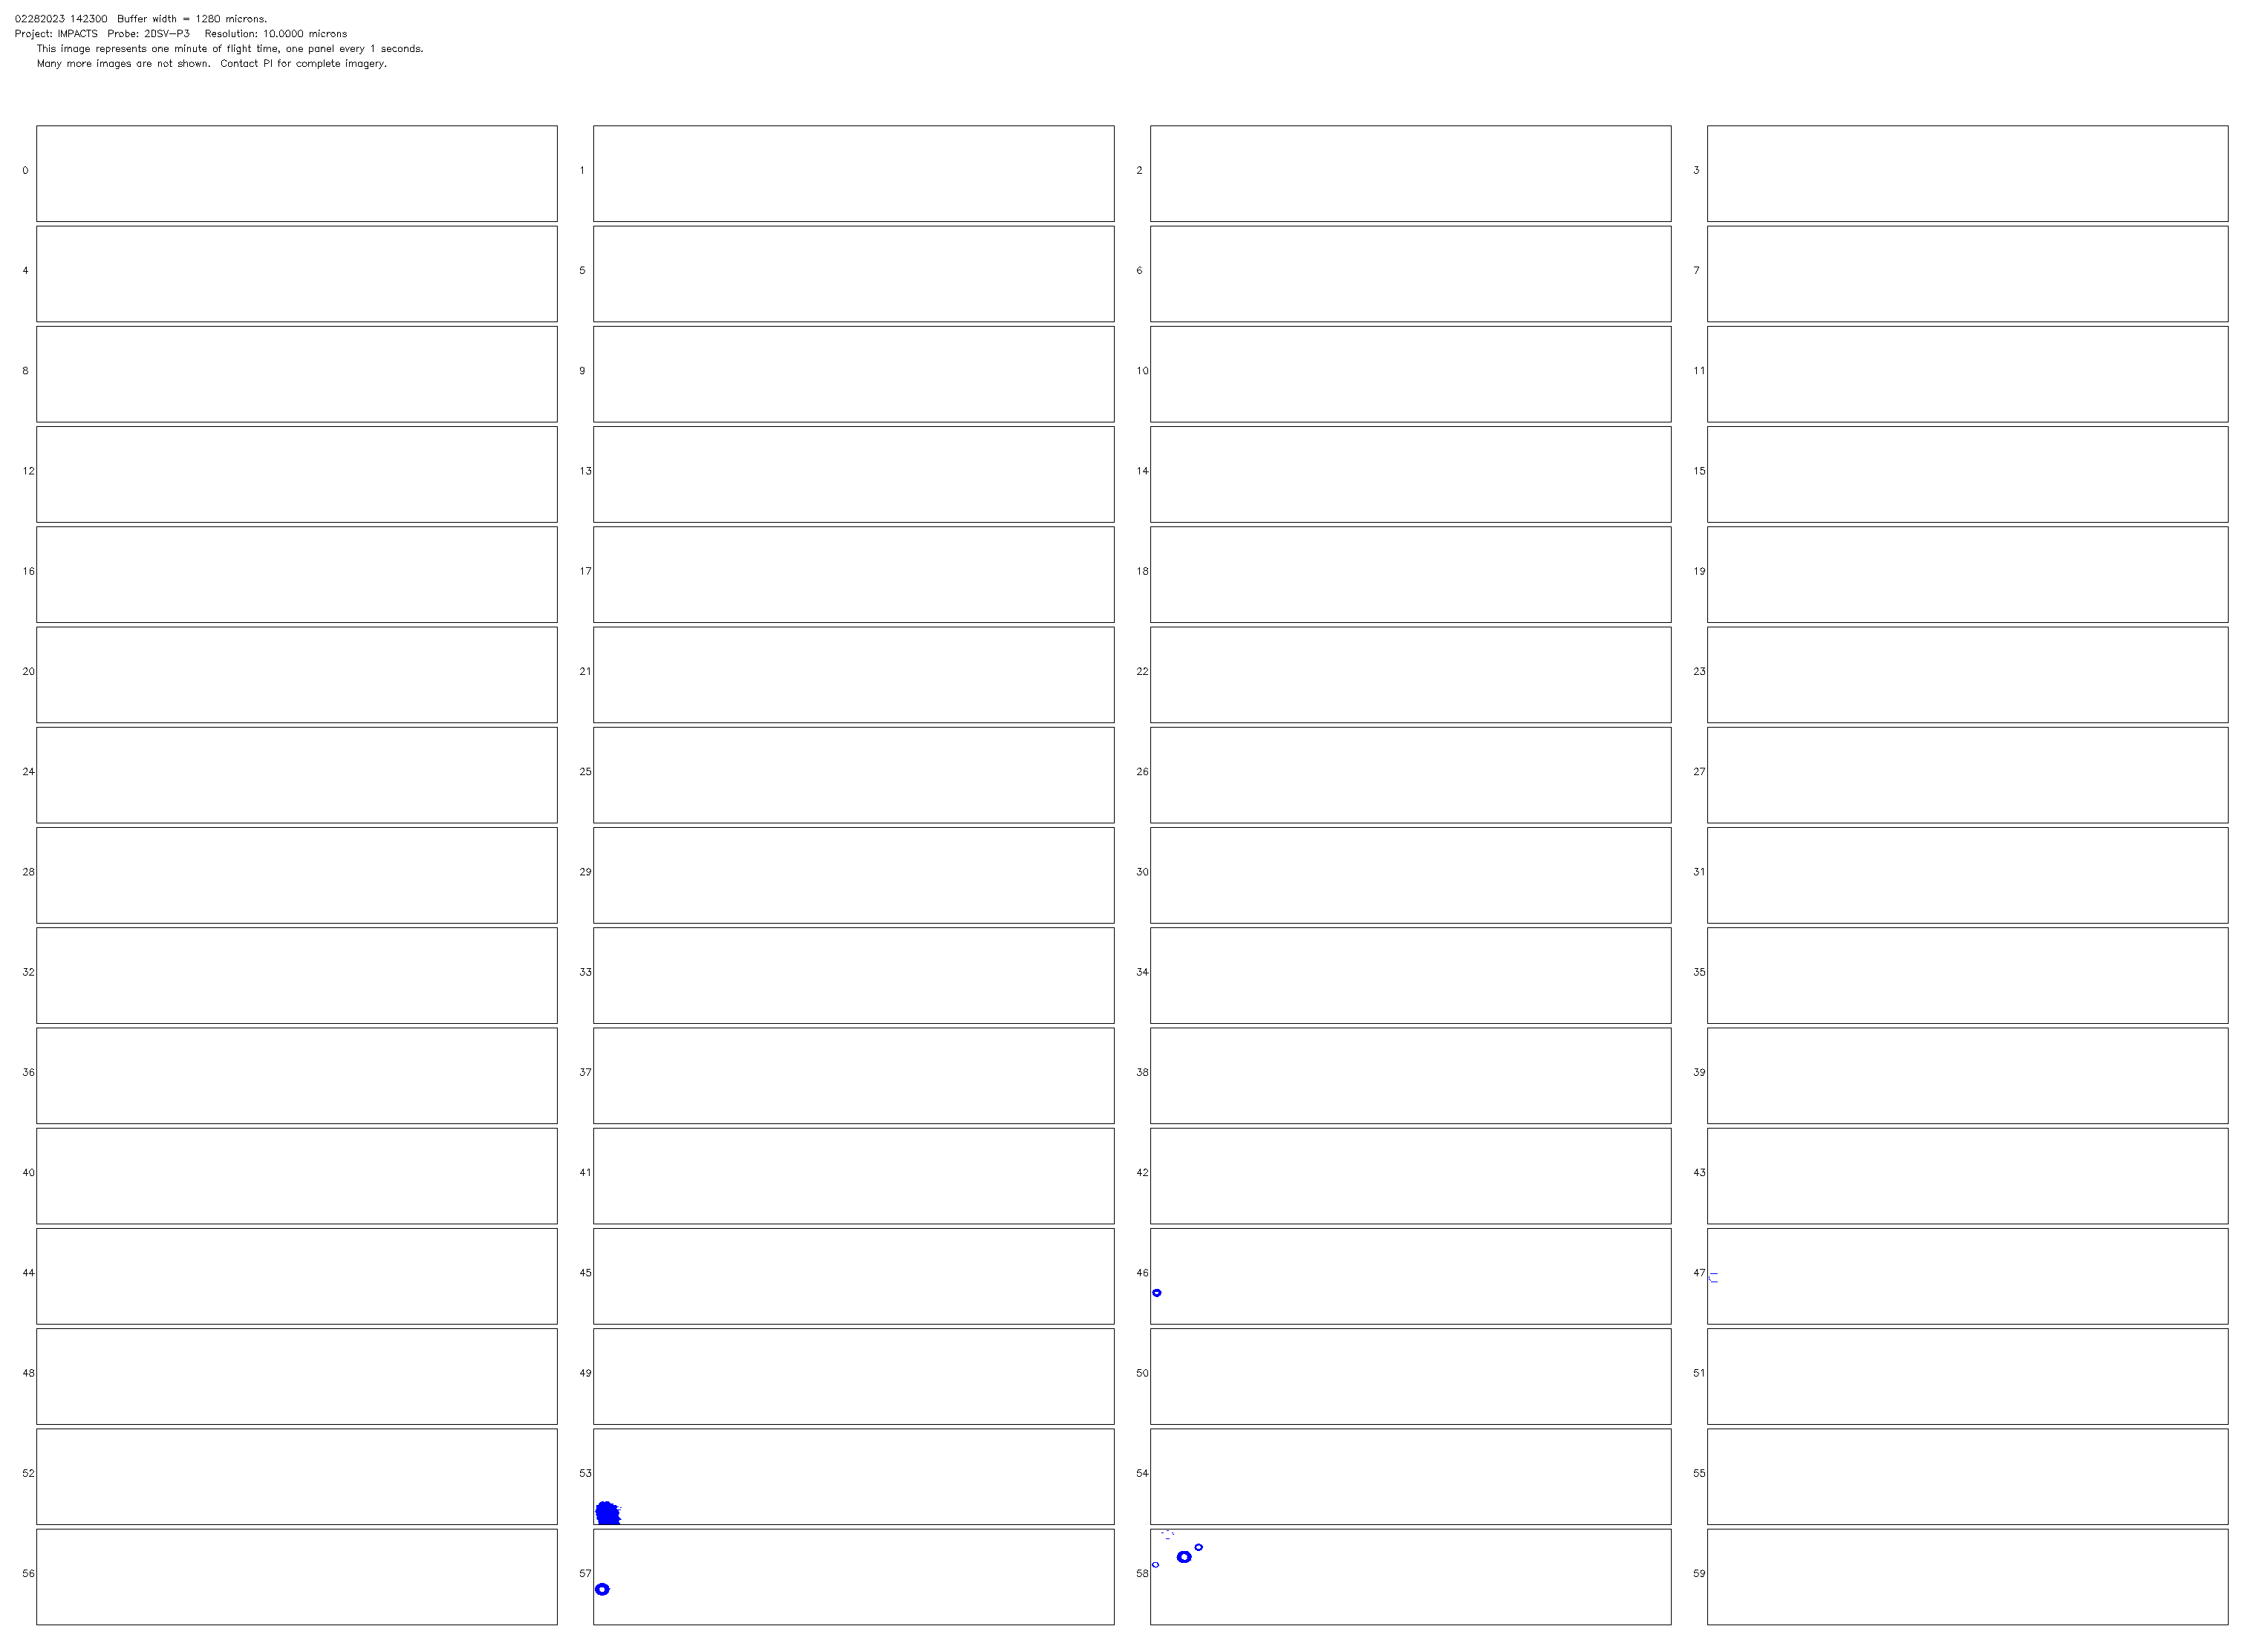 02282023 142300 Buffer width = 1280 microns.
Project: IMPACTS Probe: 2DSV-P3 Resolution: 10.0000 microns
This image represents one minute of flight time, one panel every 1 seconds.
Many more images are not shown. Contact PI for complete imagery.
0 1 2 3
4 5 6 7
8 9 10 11
12 13 14 15
16 17 18 19
20 21 22 23
24 25 26 27
28 29 30 31
32 33 34 35
36 37 38 39
40 41 42 43
44 45 46 47
48 49 50 51
52 53 54 55
56 57 58 59